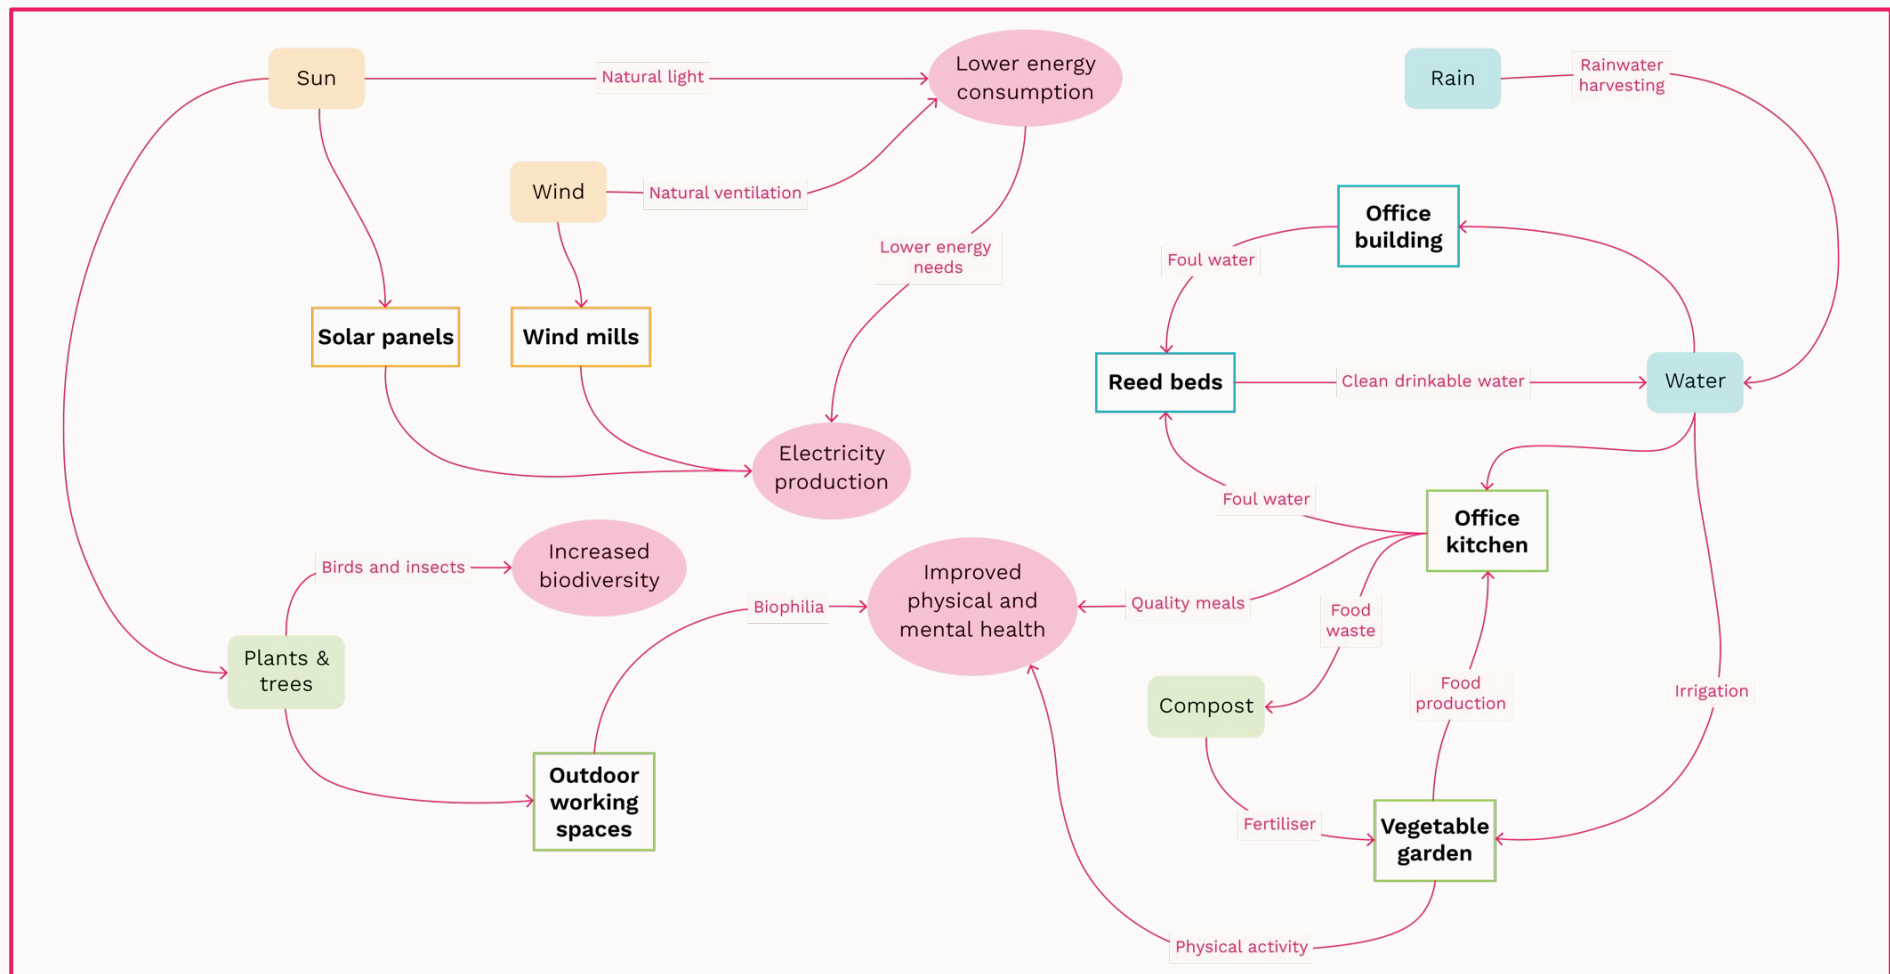 Sun
Natural light
Lower energy
consumption
Rain
Rainwater
harvesting
Wind
Natural ventilation
Office
building
Lower energy
needs
Foul water
Solar panels
Wind mills
Reed beds
Clean drinkable water
Water
Electricity
production
Foul water
Office
kitchen
Birds and insects
Increased
biodiversity
Improved
physical and
mental health
Biophilia
Quality meals
Food
waste
Plants &
trees
Compost
Food
production
Irrigation
Outdoor
working
spaces
Fertiliser
Vegetable
garden
Physical activity